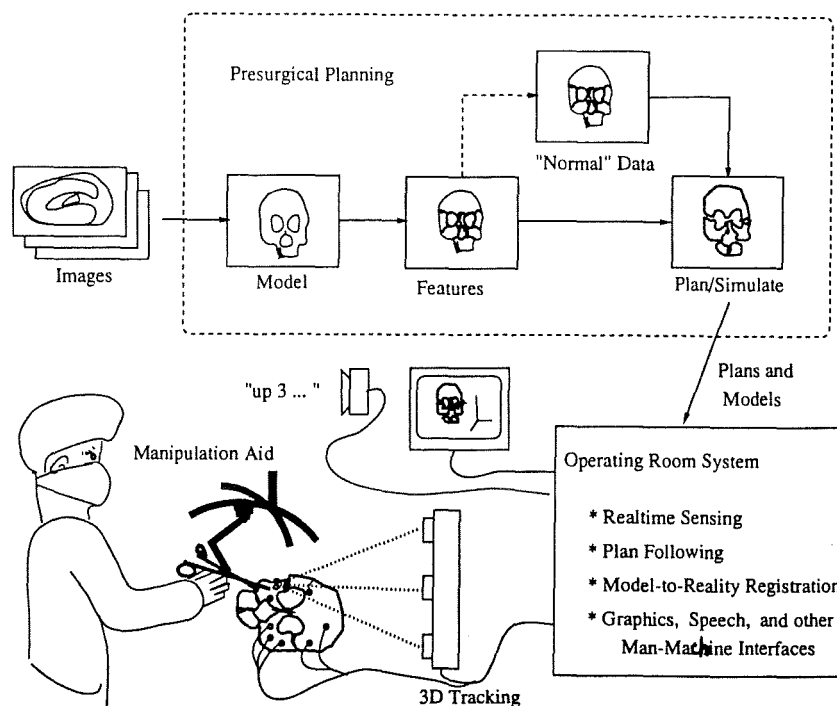 Presurgical Planning
"Normal" Data
Images
Model
Features
Plan/Simulate
Plans and
Models
"up 3 ... "
Manipulation Aid
Operating Room System
* Realtime Sensing
* Plan Following
* Model-to-Reality Registration
* Graphics, Speech, and other
Man-Machine Interfaces
3D Tracking